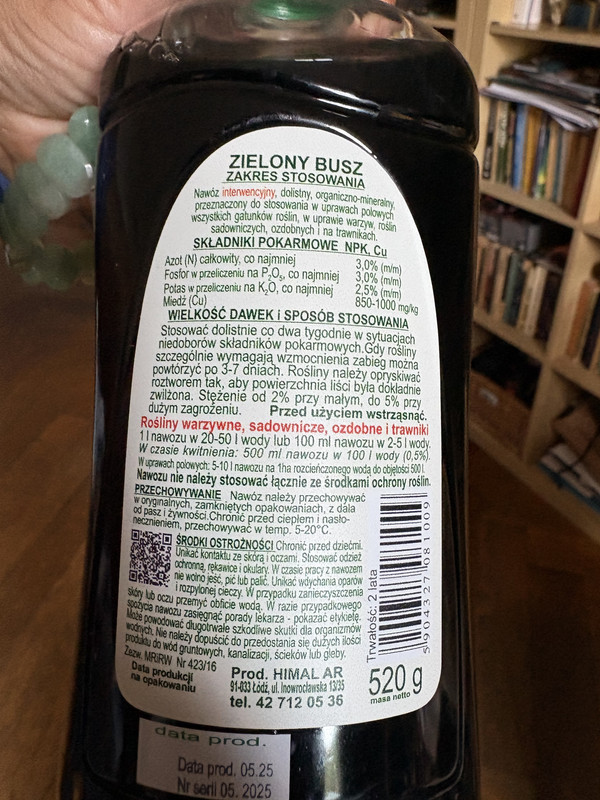 ZIELONY BUSZ
ZAKRES STOSOWANIA
Nawóz interwencyjny, dolistny, organiczno-mineralny,
przeznaczony do stosowania w uprawach polowych
wszystkich gatunków roślin, w uprawie warzyw, roślin
sadowniczych, ozdobnych i na trawnikach.
SKŁADNIKI POKARMOWE NPK, Cu
Azot (N) całkowity, co najmniej 3,0% (m/m)
Fosfor w przeliczeniu na P₂O₅, co najmniej 3,0% (m/m)
Potas w przeliczeniu na K₂O, co najmniej 2,5% (m/m)
Miedź (Cu) 850-1000 mg/kg
WIELKOŚĆ DAWEK i SPOSÓB STOSOWANIA
Stosować dolistnie co dwa tygodnie w sytuacjach
niedoborów składników pokarmowych.Gdy rośliny
szczególnie wymagają wzmocnienia zabieg można
powtórzyć po 3-7 dniach. Rośliny należy opryskiwać
roztworem tak, aby powierzchnia liści była dokładnie
zwilżona. Stężenie od 2% przy małym, do 5% przy
dużym zagrożeniu. Przed użyciem wstrząsnąć.
Rośliny warzywne, sadownicze, ozdobne i trawniki
1 l nawozu w 20-50 l wody lub 100 ml nawozu w 2-5 l wody.
W czasie kwitnienia: 500 ml nawozu w 100 l wody (0,5%).
W uprawach polowych: 5-10 l nawozu na 1ha rozcieńczonego wodą do objętości 500 l.
Nawozu nie należy stosować łącznie ze środkami ochrony roślin.
PRZECHOWYWANIE Nawóz należy przechowywać
w oryginalnych, zamkniętych opakowaniach, z dala
od pasz i żywności.Chronić przed ciepłem i nasło-
necznieniem, przechowywać w temp. 5-20°C.
ŚRODKI OSTROŻNOŚCI Chronić przed dziećmi.
Unikać kontaktu ze skórą i oczami. Stosować odzież
ochronną, rękawice i okulary. W czasie pracy z nawozem
nie wolno jeść, pić lub palić. Unikać wdychania oparów
i rozpylonej cieczy. W przypadku zanieczyszczenia
skóry lub oczu przemyć obficie wodą. W razie przypadkowego
spożycia nawozu zasięgnąć porady lekarza - pokazać etykietę.
Może powodować długotrwałe szkodliwe skutki dla organizmów
wodnych. Nie należy dopuścić do przedostania się dużych ilości
produktu do wód gruntowych, kanalizacji, ścieków lub gleby.
Zezw. MRiRW Nr 423/16
Data produkcji
na opakowaniu
Prod. HIMAL AR
91-833 Łódź, ul. Inowrocławska 13/35
tel. 42 712 05 36
Trwałość: 2 lata
5 904327 081009
520 g
masa netto
data prod.
Data prod. 05.25
Nr serii 05. 2025